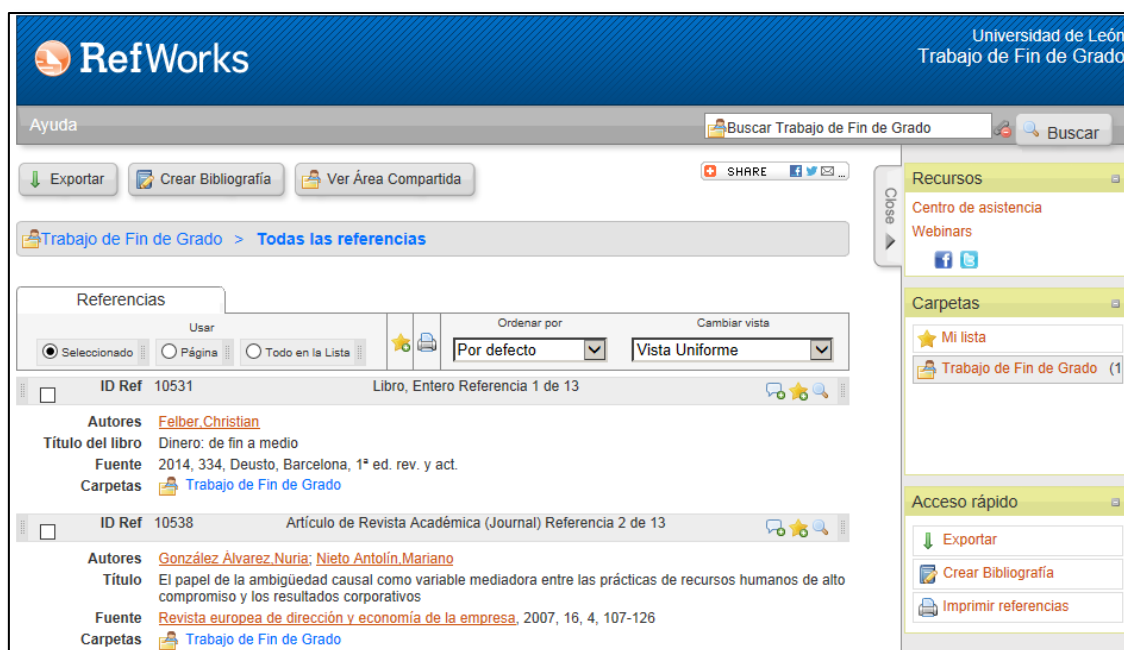 RefWorks
Universidad de León
Trabajo de Fin de Grado
Ayuda
Buscar Trabajo de Fin de Grado
Buscar
Exportar
Crear Bibliografía
Ver Área Compartida
SHARE
Close
Trabajo de Fin de Grado > Todas las referencias
Referencias
Usar
Seleccionado
Página
Todo en la Lista
Ordenar por
Por defecto
Cambiar vista
Vista Uniforme
ID Ref 10531 Libro, Entero Referencia 1 de 13
Autores Felber,Christian
Título del libro Dinero: de fin a medio
Fuente 2014, 334, Deusto, Barcelona, 1ª ed. rev. y act.
Carpetas Trabajo de Fin de Grado
ID Ref 10538 Artículo de Revista Académica (Journal) Referencia 2 de 13
Autores González Álvarez,Nuria; Nieto Antolín,Mariano
Título El papel de la ambigüedad causal como variable mediadora entre las prácticas de recursos humanos de alto
compromiso y los resultados corporativos
Fuente Revista europea de dirección y economía de la empresa, 2007, 16, 4, 107-126
Carpetas Trabajo de Fin de Grado
Recursos
Centro de asistencia
Webinars
Carpetas
Mi lista
Trabajo de Fin de Grado (1
Acceso rápido
Exportar
Crear Bibliografía
Imprimir referencias